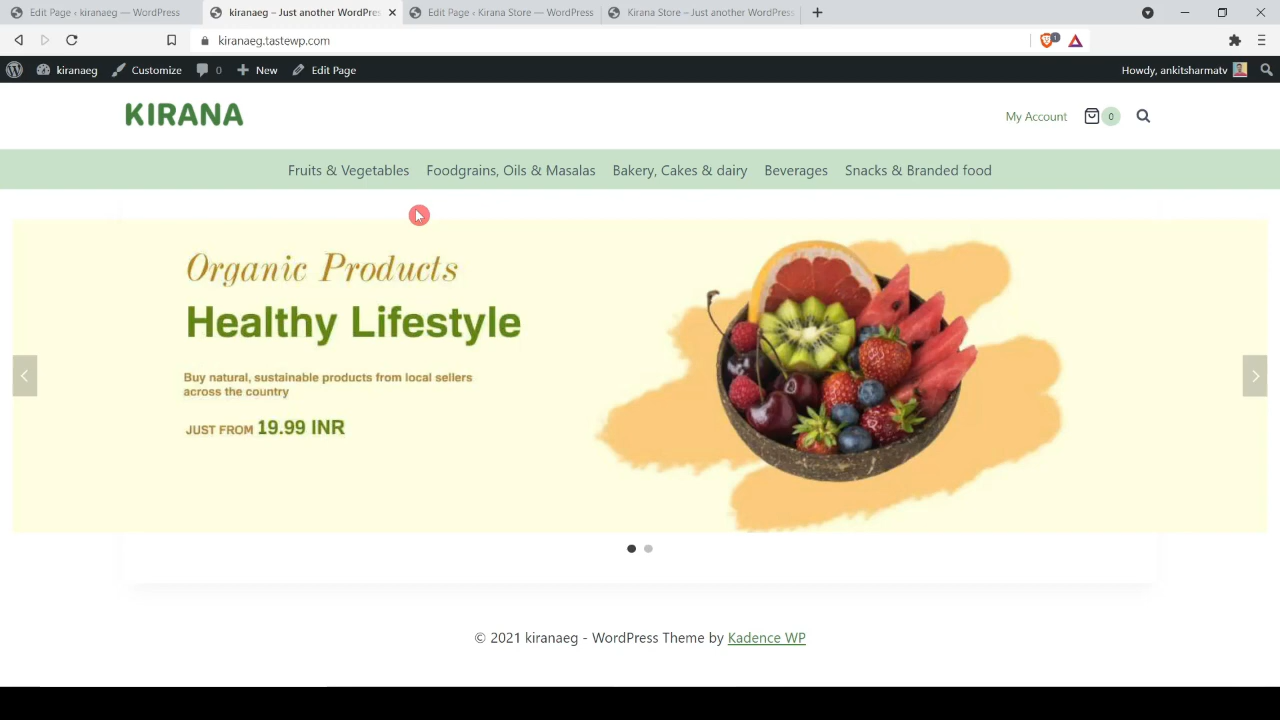 Edit Page ‹ kiranaeg — WordPress
kiranaeg – Just another WordPres
Edit Page ‹ Kirana Store — WordPress
Kirana Store – Just another WordPress
kiranaeg.tastewp.com
1
kiranaeg
Customize
0
New
Edit Page
Howdy, ankitsharmatv
KIRANA
My Account
0
Fruits & Vegetables
Foodgrains, Oils & Masalas
Bakery, Cakes & dairy
Beverages
Snacks & Branded food
Organic Products
Healthy Lifestyle
Buy natural, sustainable products from local sellers
across the country
JUST FROM 19.99 INR
© 2021 kiranaeg - WordPress Theme by Kadence WP